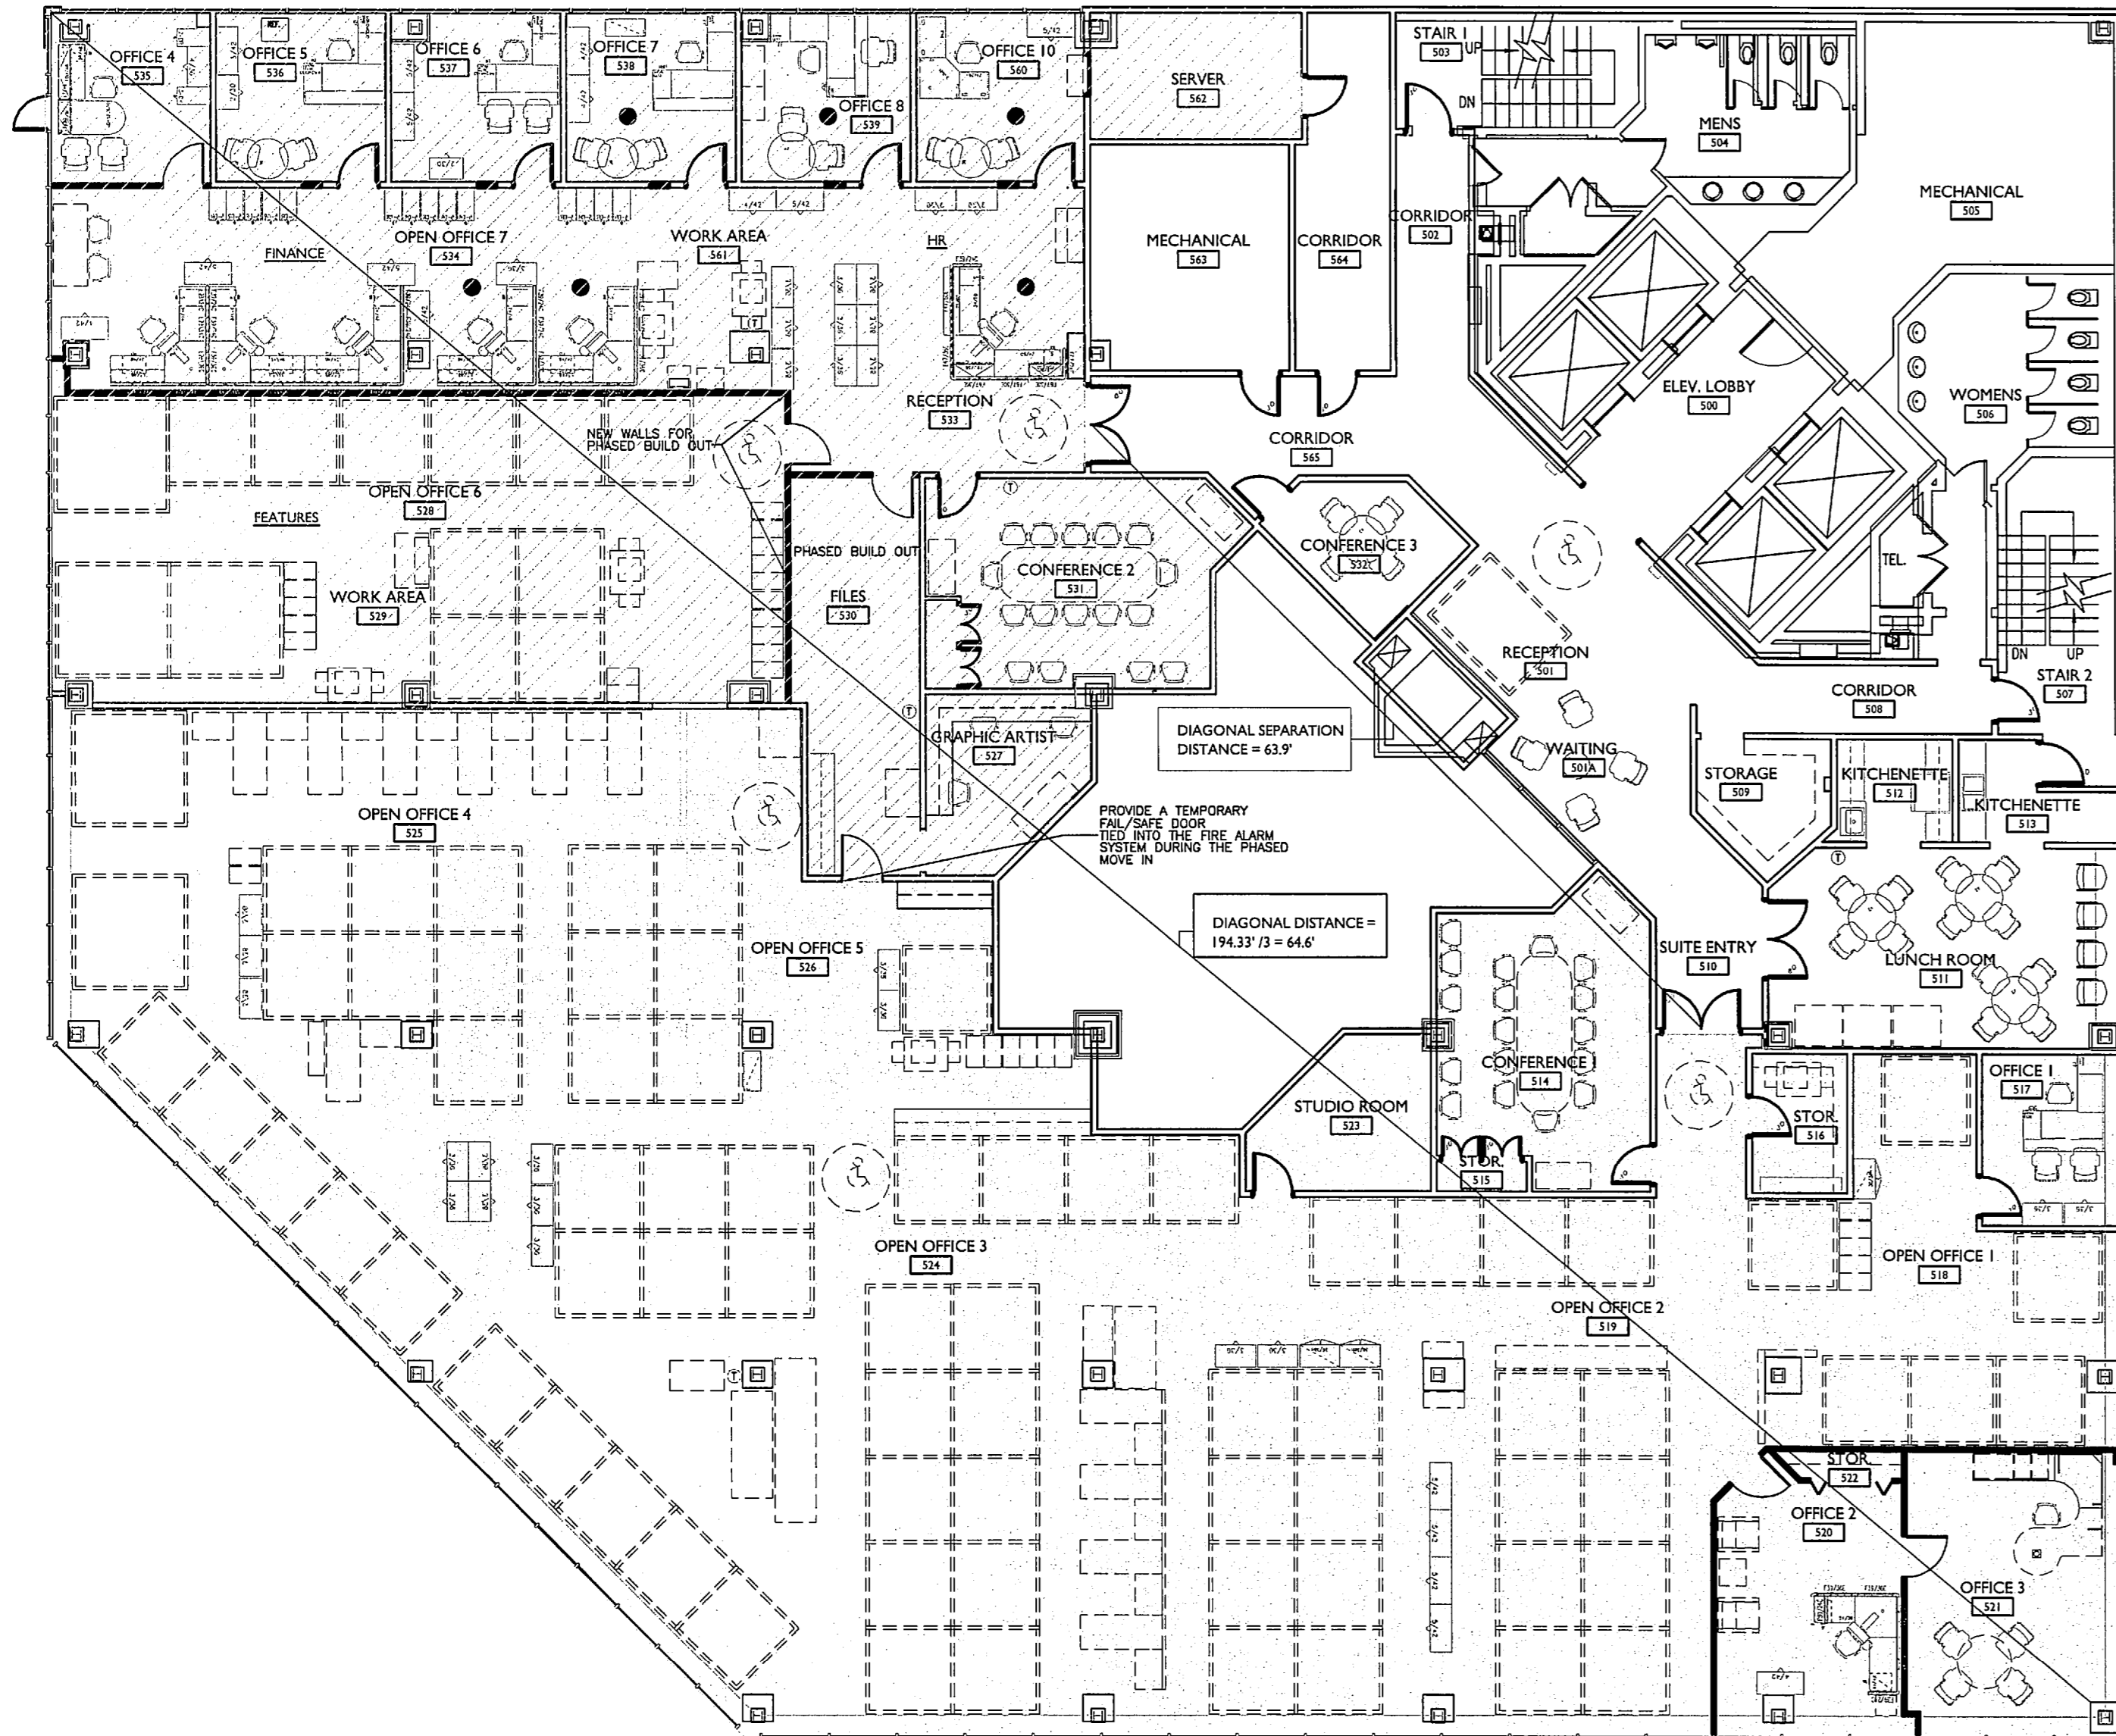 OFFICE 4
535
OFFICE 5
536
REF.
OFFICE 6
537
OFFICE 7
538
OFFICE 8
539
OFFICE 10
560
SERVER
562
STAIR 1
503
UP
DN
MENS
504
MECHANICAL
505
FINANCE
OPEN OFFICE 7
534
WORK AREA
561
HR
MECHANICAL
563
CORRIDOR
564
CORRIDOR
502
ELEV. LOBBY
500
WOMENS
506
RECEPTION
533
CORRIDOR
565
NEW WALLS FOR
PHASED BUILD OUT
OPEN OFFICE 6
528
FEATURES
WORK AREA
529
PHASED BUILD OUT
FILES
530
CONFERENCE 2
531
CONFERENCE 3
532
TEL.
RECEPTION
501
DN
UP
STAIR 2
507
CORRIDOR
508
DIAGONAL SEPARATION
DISTANCE = 63.9'
GRAPHIC ARTIST
527
WAITING
501A
STORAGE
509
KITCHENETTE
512
KITCHENETTE
513
OPEN OFFICE 4
525
PROVIDE A TEMPORARY
FAIL/SAFE DOOR
TIED INTO THE FIRE ALARM
SYSTEM DURING THE PHASED
MOVE IN
DIAGONAL DISTANCE =
194.33' /3 = 64.6'
OPEN OFFICE 5
526
SUITE ENTRY
510
LUNCH ROOM
511
CONFERENCE 1
514
STUDIO ROOM
523
STOR.
515
STOR.
516
OFFICE 1
517
OPEN OFFICE 3
524
OPEN OFFICE 1
518
OPEN OFFICE 2
519
STOR.
522
OFFICE 2
520
OFFICE 3
521